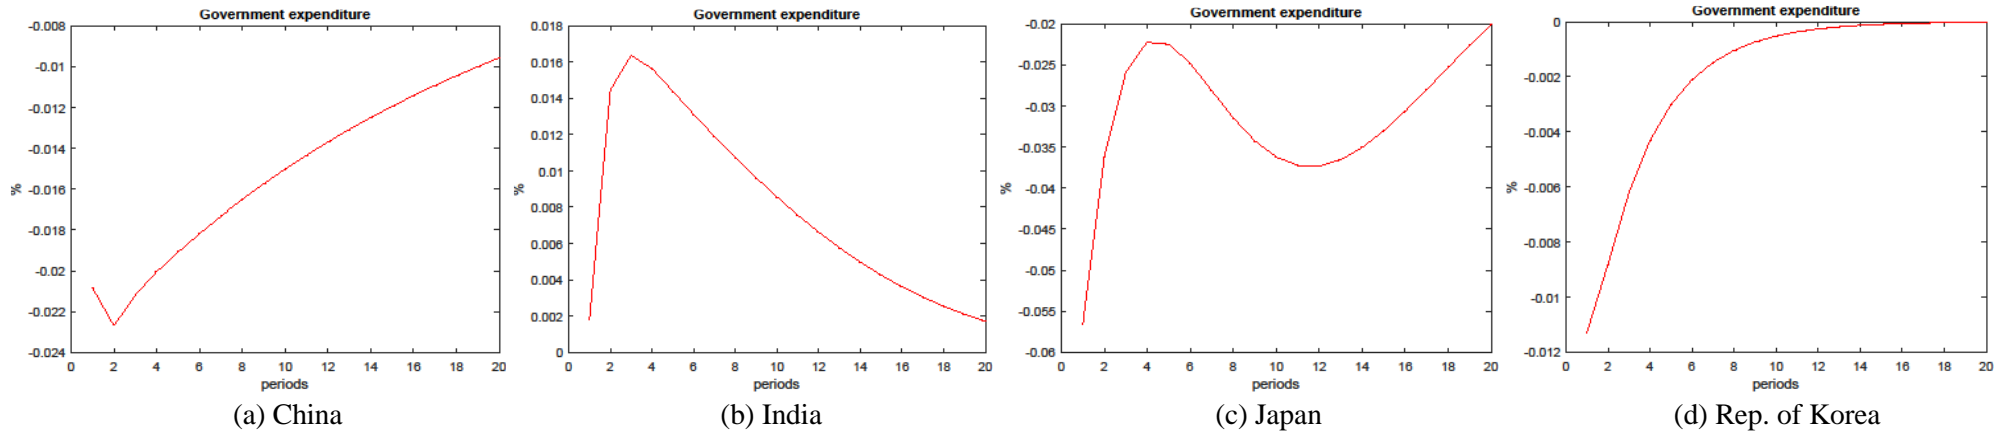 Government expenditure
-0.008
-0.01
-0.012
-0.014
-0.016
-0.018
-0.02
-0.022
-0.024
%
0 2 4 6 8 10 12 14 16 18 20
periods
(a) China
Government expenditure
0.018
0.016
0.014
0.012
0.01
0.008
0.006
0.004
0.002
0
%
0 2 4 6 8 10 12 14 16 18 20
periods
(b) India
Government expenditure
-0.02
-0.025
-0.03
-0.035
-0.04
-0.045
-0.05
-0.055
-0.06
%
0 2 4 6 8 10 12 14 16 18 20
periods
(c) Japan
Government expenditure
0
-0.002
-0.004
-0.006
-0.008
-0.01
-0.012
%
0 2 4 6 8 10 12 14 16 18 20
periods
(d) Rep. of Korea